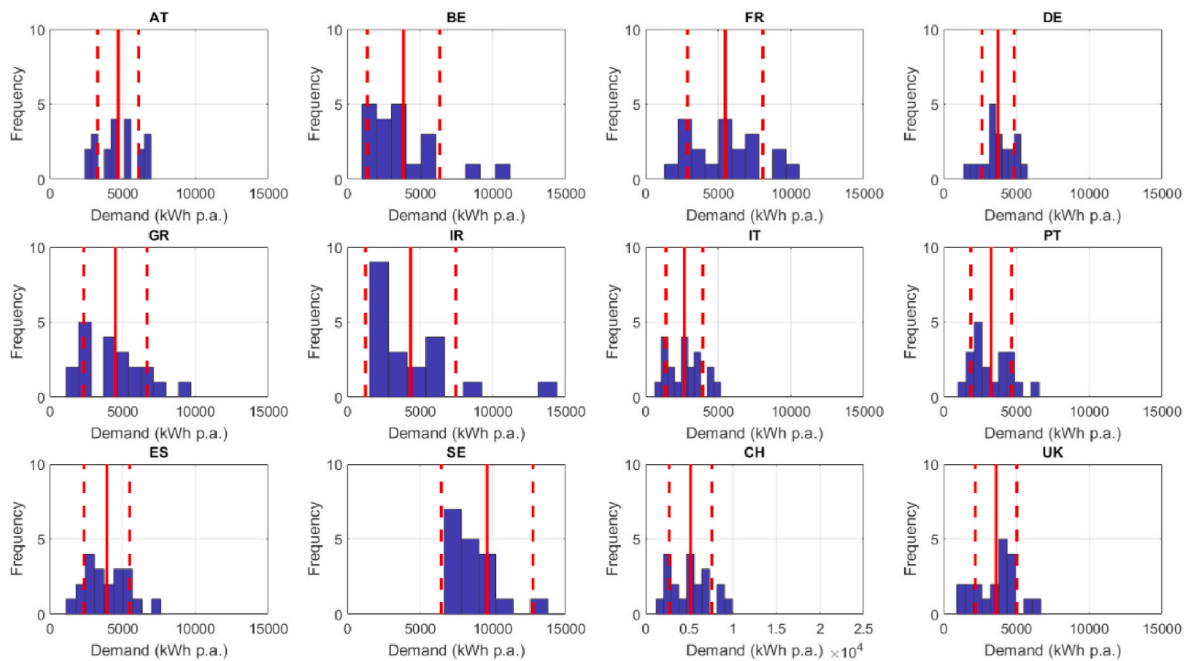 AT BE FR DE
10 10 10 10
Frequency Frequency Frequency Frequency
5 5 5 5
0 0 0 0
0 5000 10000 15000 0 5000 10000 15000 0 5000 10000 15000 0 5000 10000 15000
Demand (kWh p.a.) Demand (kWh p.a.) Demand (kWh p.a.) Demand (kWh p.a.)
GR IR IT PT
10 10 10 10
Frequency Frequency Frequency Frequency
5 5 5 5
0 0 0 0
0 5000 10000 15000 0 5000 10000 15000 0 5000 10000 15000 0 5000 10000 15000
Demand (kWh p.a.) Demand (kWh p.a.) Demand (kWh p.a.) Demand (kWh p.a.)
ES SE CH UK
10 10 10 10
Frequency Frequency Frequency Frequency
5 5 5 5
0 0 0 0
0 5000 10000 15000 0 5000 10000 15000 0 0.5 1 1.5 2 2.5 0 5000 10000 15000
Demand (kWh p.a.) Demand (kWh p.a.) Demand (kWh p.a.) ×10⁴ Demand (kWh p.a.)